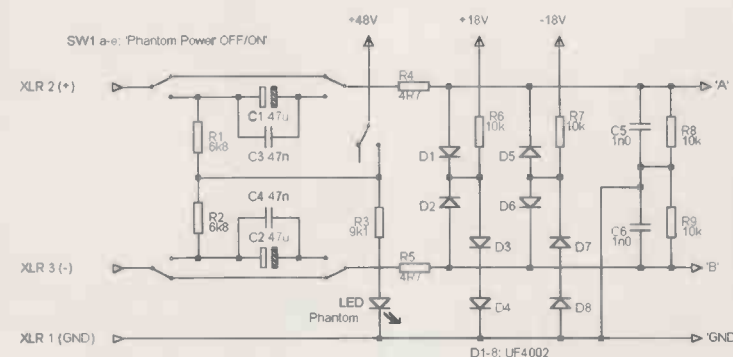 +48V
+18V
-18V
SW1 a-e: 'Phantom Power OFF/ON'
XLR 2 (+)
R4
4R7
'A'
C1 47u
R6
10k
R7
10k
C5
1n0
R8
10k
R1
6k8
C3 47n
D1
D5
C4 47n
D2
D6
R2
6k8
R3
9k1
C6
1n0
R9
10k
C2 47u
D3
D7
XLR 3 (-)
R5
4R7
'B'
LED
Phantom
D4
D8
XLR 1 (GND)
'GND
D1-8: UF4002